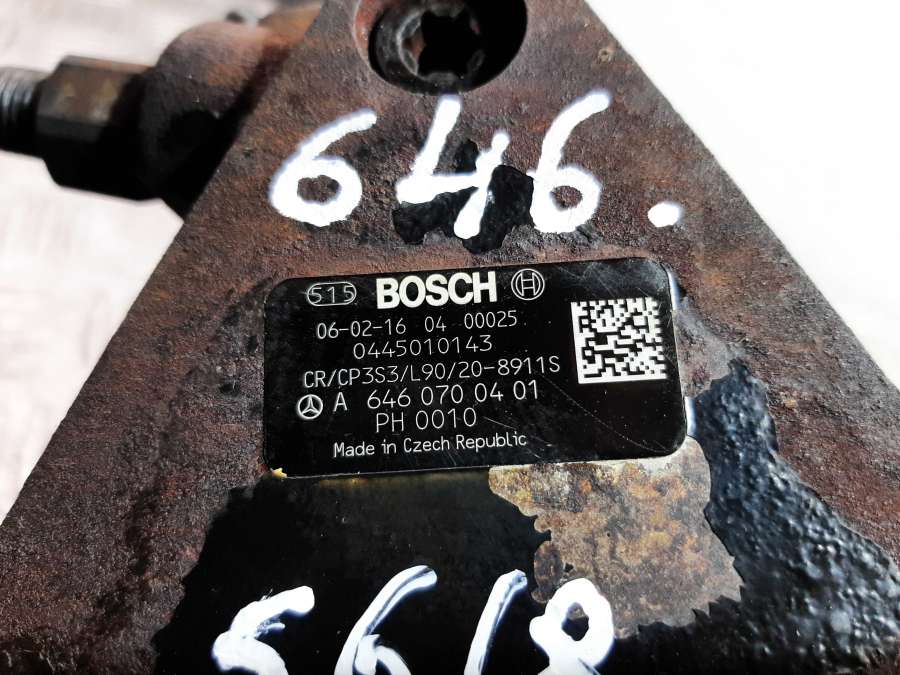 646.
515 BOSCH
06-02-16 04 00025
0445010143
CR/CP3S3/L90/20-8911S
A 646 070 04 01
PH 0010
Made in Czech Republic
5618